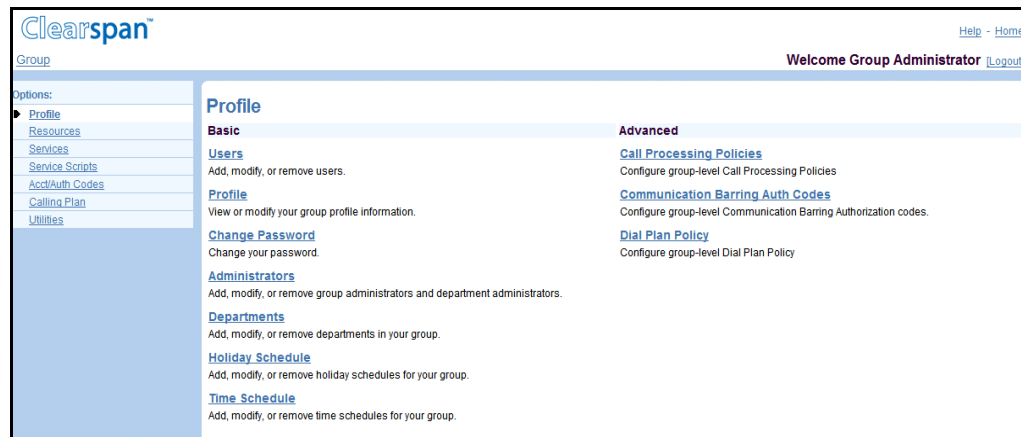 Clearspan™
Help - Home
Group
Welcome Group Administrator [Logout
Options:
Profile
Resources
Services
Service Scripts
Acct/Auth Codes
Calling Plan
Utilities
Profile
Basic
Users
Add, modify, or remove users.
Profile
View or modify your group profile information.
Change Password
Change your password.
Administrators
Add, modify, or remove group administrators and department administrators.
Departments
Add, modify, or remove departments in your group.
Holiday Schedule
Add, modify, or remove holiday schedules for your group.
Time Schedule
Add, modify, or remove time schedules for your group.
Advanced
Call Processing Policies
Configure group-level Call Processing Policies
Communication Barring Auth Codes
Configure group-level Communication Barring Authorization codes.
Dial Plan Policy
Configure group-level Dial Plan Policy